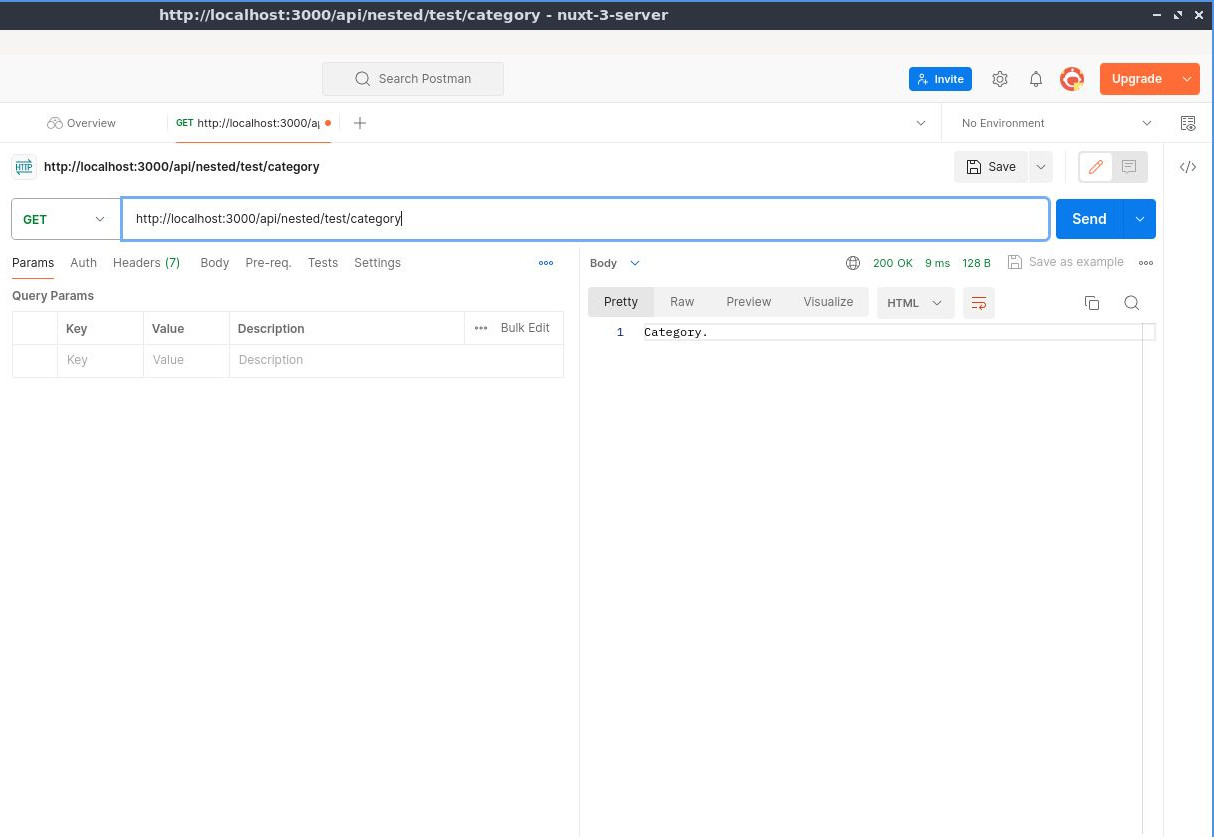 http://localhost:3000/api/nested/test/category - nuxt-3-server
Search Postman
Invite
Upgrade
Overview
GET http://localhost:3000/a
No Environment
HTTP http://localhost:3000/api/nested/test/category
Save
</>
GET
http://localhost:3000/api/nested/test/category
Send
Params Auth Headers (7) Body Pre-req. Tests Settings
Body
200 OK 9 ms 128 B
Save as example
Query Params
Pretty Raw Preview Visualize HTML
Key Value Description Bulk Edit
Key Value Description
1 Category.